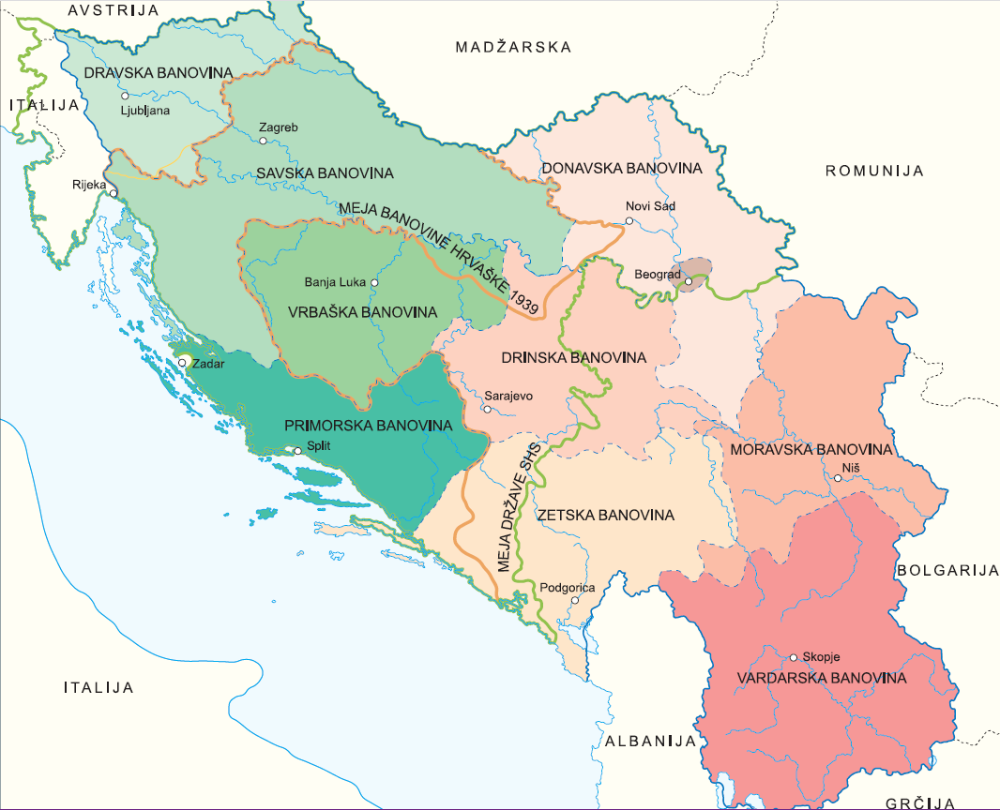 AVSTRIJA
MADŽARSKA
DRAVSKA BANOVINA
ITALIJA
Ljubljana
Zagreb
SAVSKA BANOVINA
DONAVSKA BANOVINA
ROMUNIJA
Rijeka
Novi Sad
MEJA BANOVINE HRVAŠKE 1939
Beograd
Banja Luka
VRBAŠKA BANOVINA
DRINSKA BANOVINA
Zadar
Sarajevo
PRIMORSKA BANOVINA
Split
MORAVSKA BANOVINA
Niš
MEJA DRŽAVE SHS
ZETSKA BANOVINA
BOLGARIJA
Podgorica
Skopje
VARDARSKA BANOVINA
ITALIJA
ALBANIJA
GRČIJA